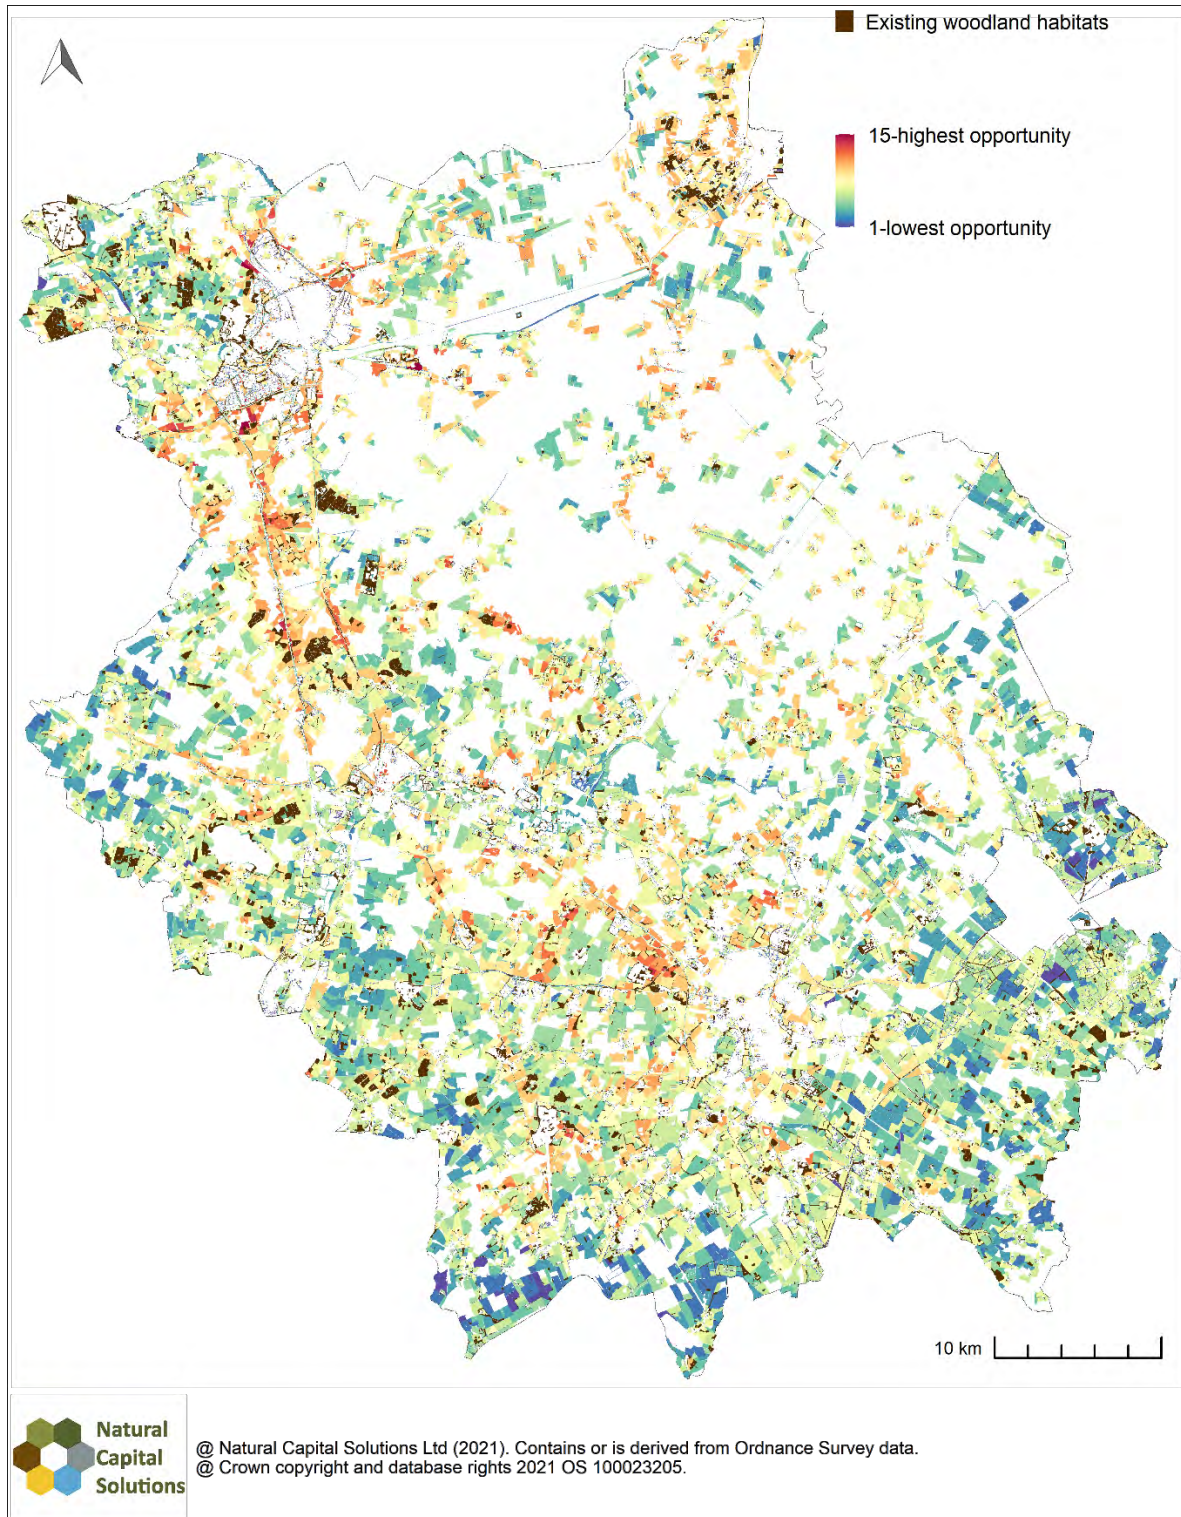 Existing woodland habitats
15-highest opportunity
1-lowest opportunity
10 km
Natural
Capital
Solutions
@ Natural Capital Solutions Ltd (2021). Contains or is derived from Ordnance Survey data.
@ Crown copyright and database rights 2021 OS 100023205.